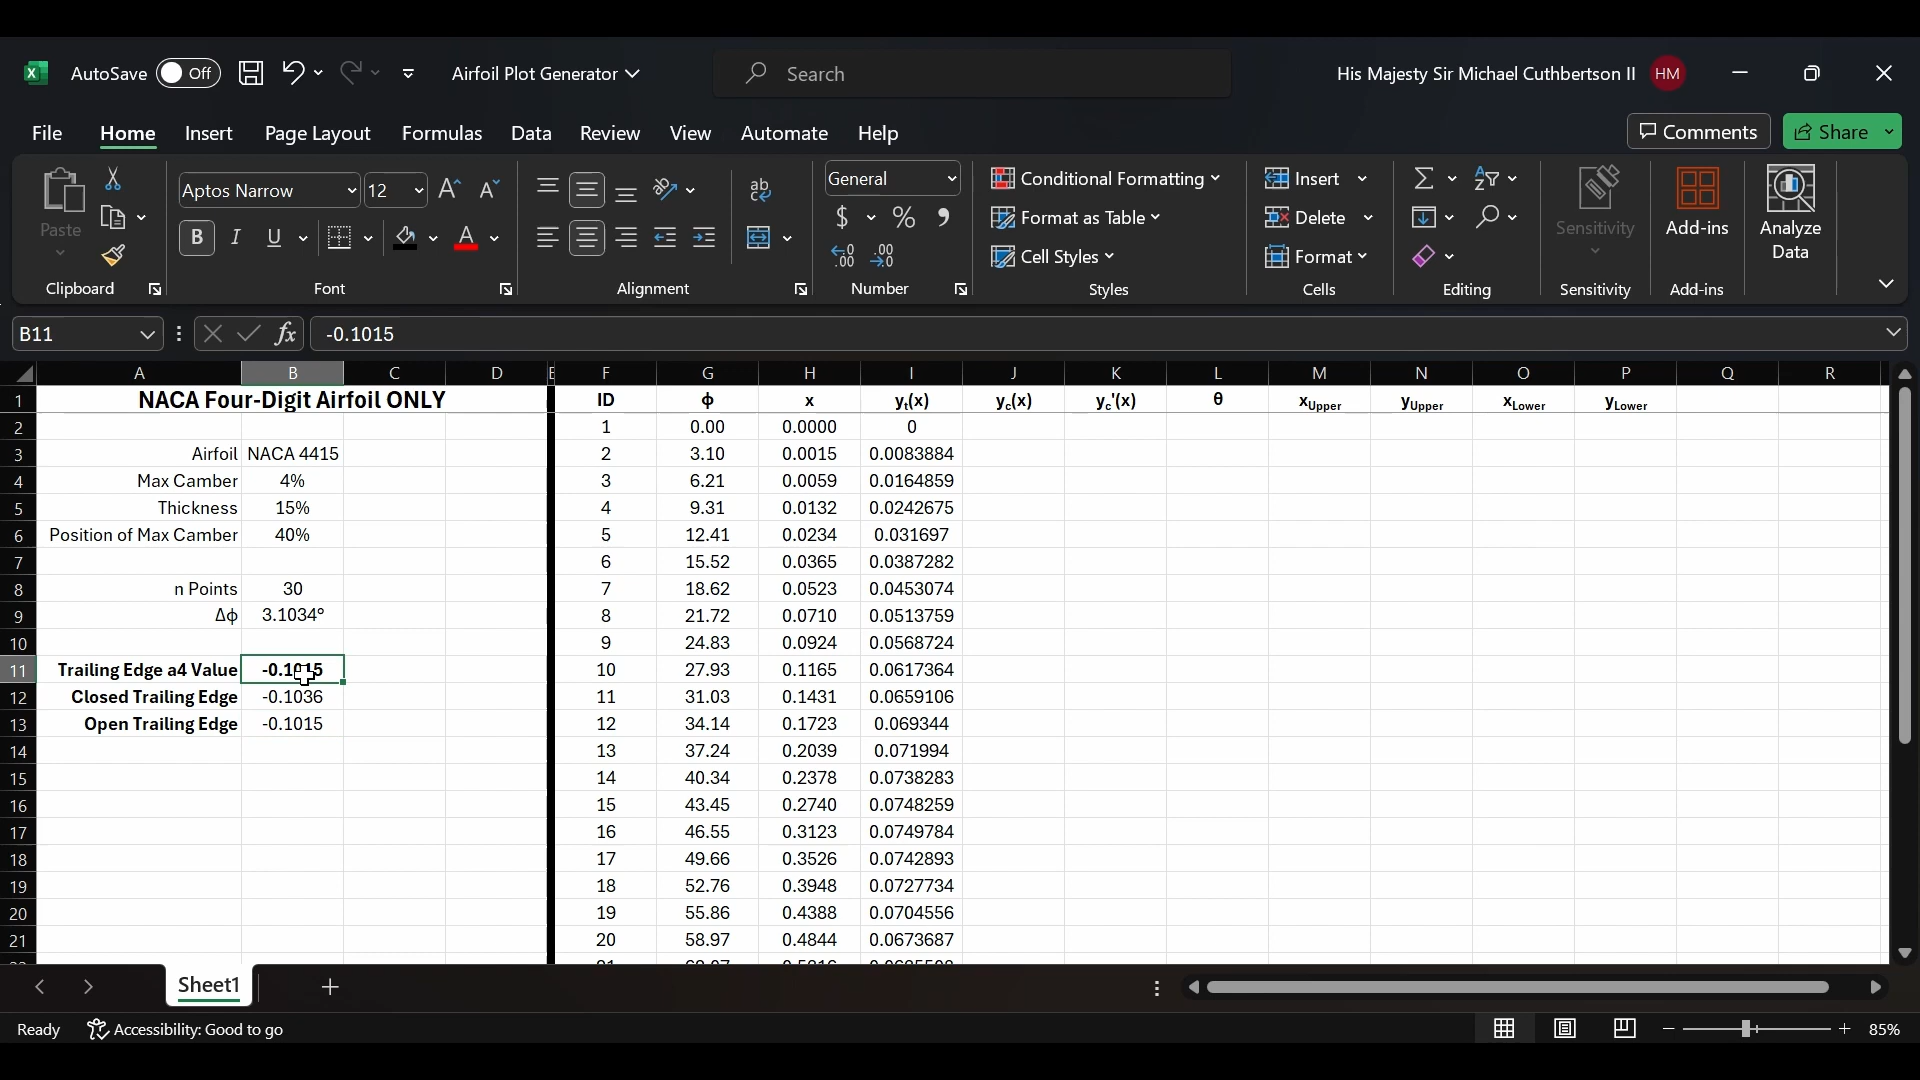 AutoSave Off Airfoil Plot Generator Search His Majesty Sir Michael Cuthbertson II HM
File Home Insert Page Layout Formulas Data Review View Automate Help Comments Share
Paste Aptos Narrow 12 General Conditional Formatting Insert Sensitivity Add-ins Analyze Data
B I U A ab $ % Format as Table Delete
Cell Styles Format
Clipboard Font Alignment Number Styles Cells Editing Sensitivity Add-ins
B11 fx -0.1015
A B C D E F G H I J K L M N O P Q R
1 NACA Four-Digit Airfoil ONLY ID ϕ x yt(x) yc(x) yc'(x) θ xUpper yUpper xLower yLower
2 1 0.00 0.0000 0
3 Airfoil NACA 4415 2 3.10 0.0015 0.0083884
4 Max Camber 4% 3 6.21 0.0059 0.0164859
5 Thickness 15% 4 9.31 0.0132 0.0242675
6 Position of Max Camber 40% 5 12.41 0.0234 0.031697
7 6 15.52 0.0365 0.0387282
8 n Points 30 7 18.62 0.0523 0.0453074
9 Δϕ 3.1034° 8 21.72 0.0710 0.0513759
10 9 24.83 0.0924 0.0568724
11 Trailing Edge a4 Value -0.1015 10 27.93 0.1165 0.0617364
12 Closed Trailing Edge -0.1036 11 31.03 0.1431 0.0659106
13 Open Trailing Edge -0.1015 12 34.14 0.1723 0.069344
14 13 37.24 0.2039 0.071994
15 14 40.34 0.2378 0.0738283
16 15 43.45 0.2740 0.0748259
17 16 46.55 0.3123 0.0749784
18 17 49.66 0.3526 0.0742893
19 18 52.76 0.3948 0.0727734
20 19 55.86 0.4388 0.0704556
21 20 58.97 0.4844 0.0673687
Sheet1
Ready Accessibility: Good to go 85%